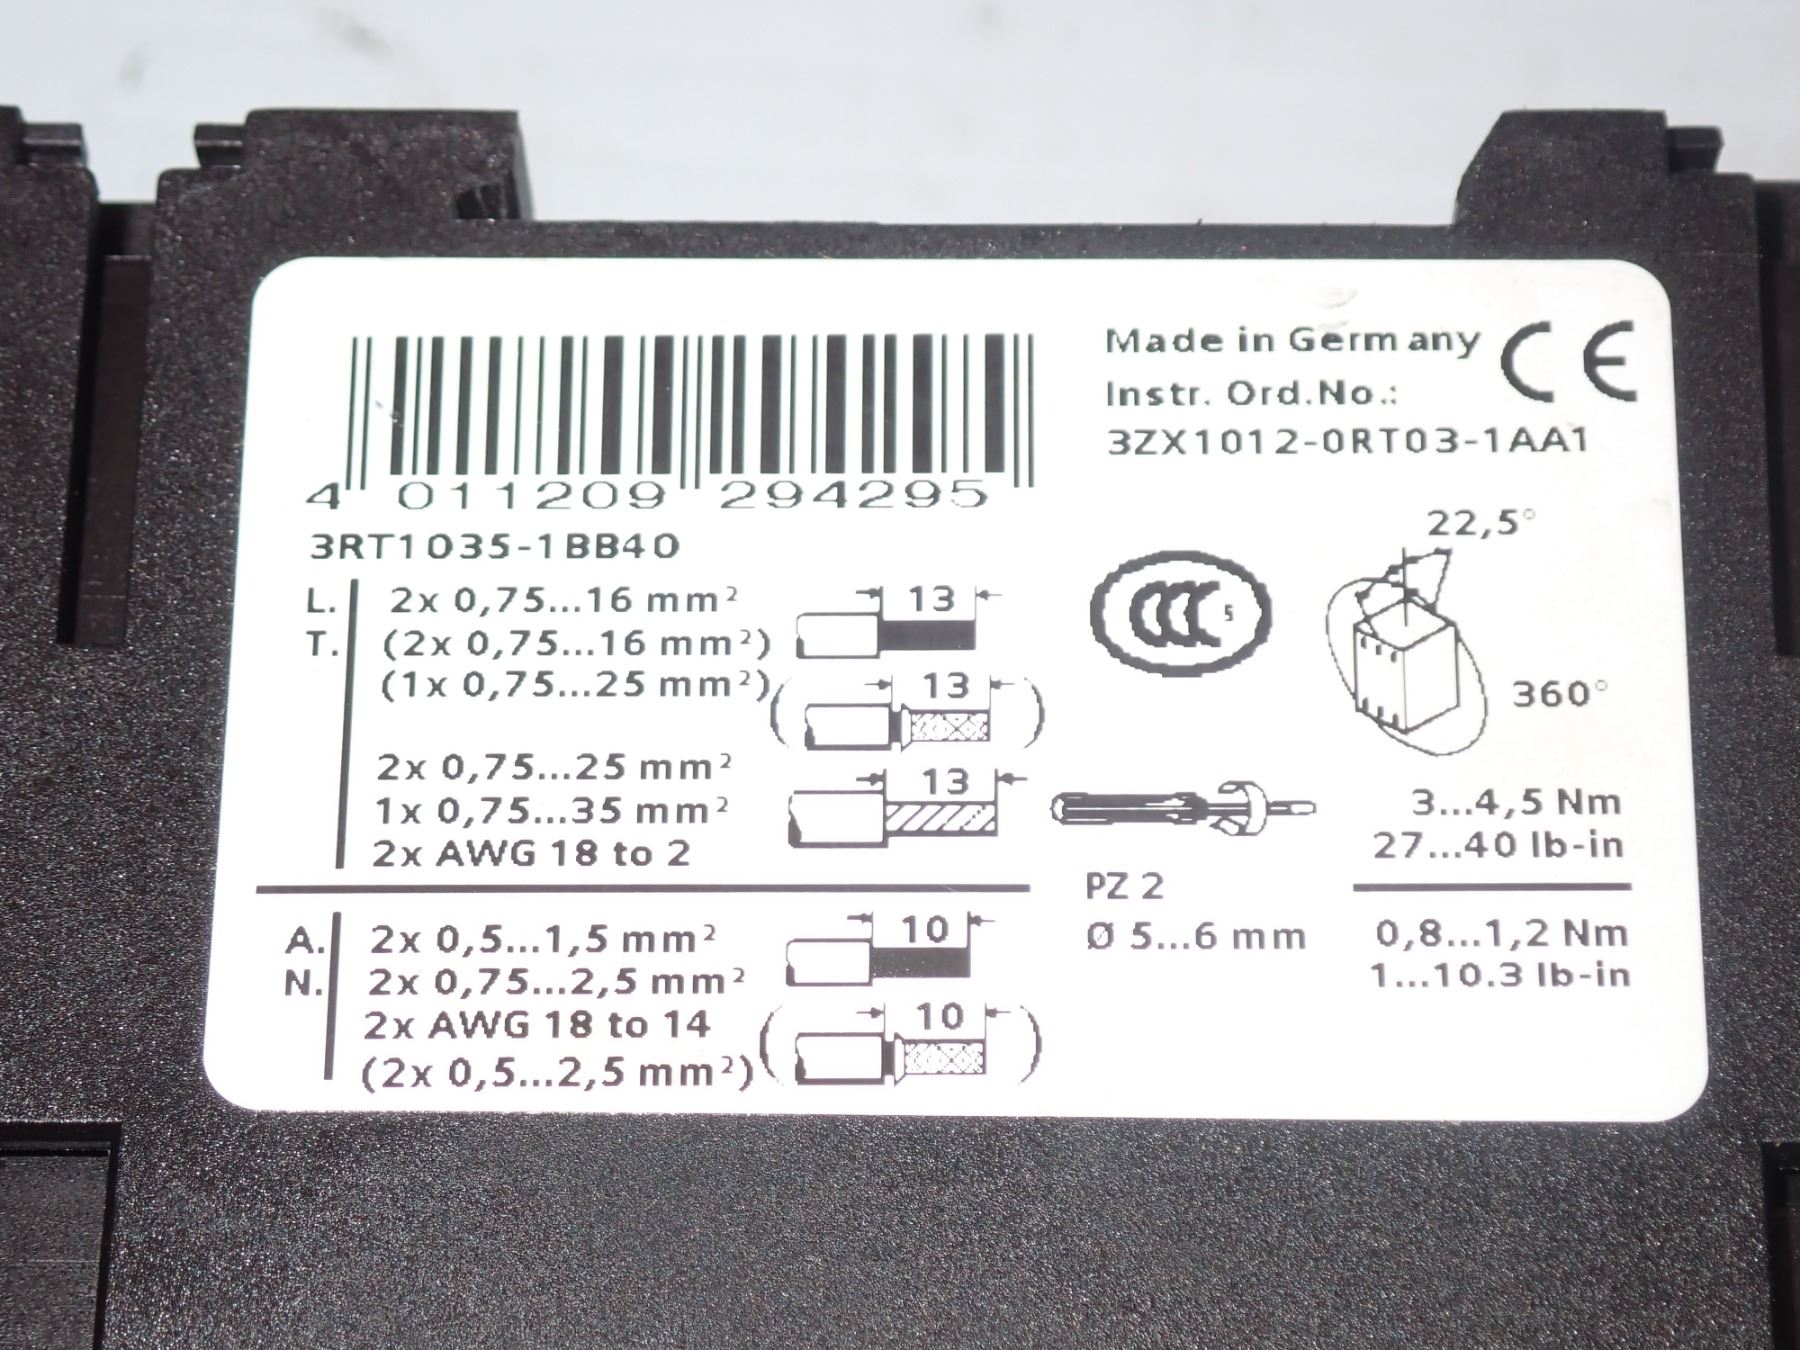 Made in Germany CE
Instr. Ord.No.:
3ZX1012-0RT03-1AA1
4 011209 294295
3RT1035-1BB40
22,5°
CCC S
360°
L. 2x 0,75...16 mm² 13
T. (2x 0,75...16 mm²)
(1x 0,75...25 mm²) 13
2x 0,75...25 mm² 13
1x 0,75...35 mm²
2x AWG 18 to 2
3...4,5 Nm
27...40 lb-in
PZ 2
Ø 5...6 mm
0,8...1,2 Nm
1...10.3 lb-in
A. 2x 0,5...1,5 mm² 10
N. 2x 0,75...2,5 mm²
2x AWG 18 to 14 10
(2x 0,5...2,5 mm²)